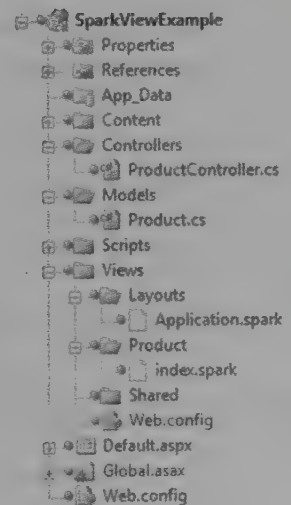 SparkViewExample
Properties
References
App_Data
Content
Controllers
ProductController.cs
Models
Product.cs
Scripts
Views
Layouts
Application.spark
Product
index.spark
Shared
Web.config
Default.aspx
Global.asax
Web.config